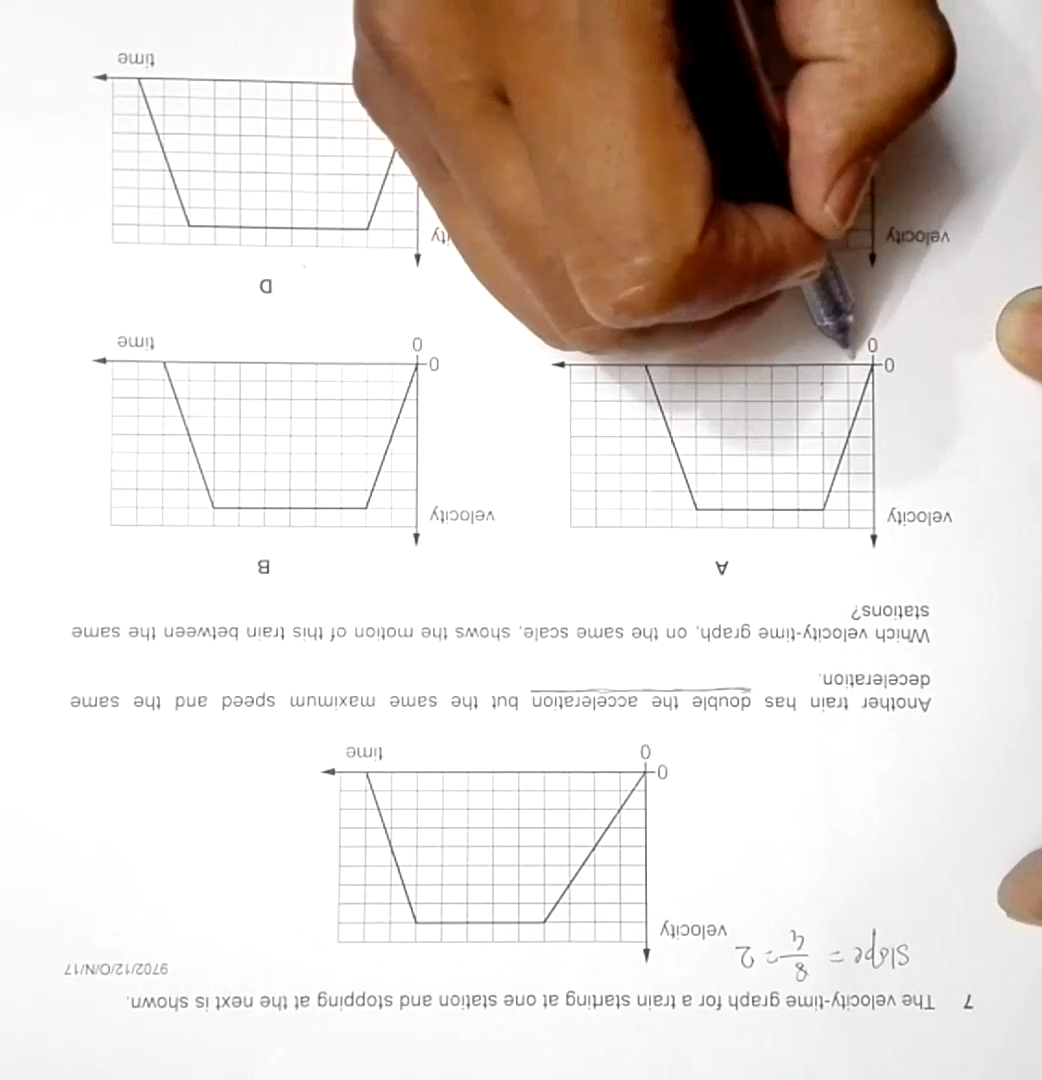 7 The velocity-time graph for a train starting at one station and stopping at the next is shown.
9702/12/O/N/17
slope = 8/4 = 2
velocity
0
0
time
Another train has double the acceleration but the same maximum speed and the same
deceleration.
Which velocity-time graph, on the same scale, shows the motion of this train between the same
stations?
A
B
velocity
velocity
0
0
0
0
time
D
velocity
time